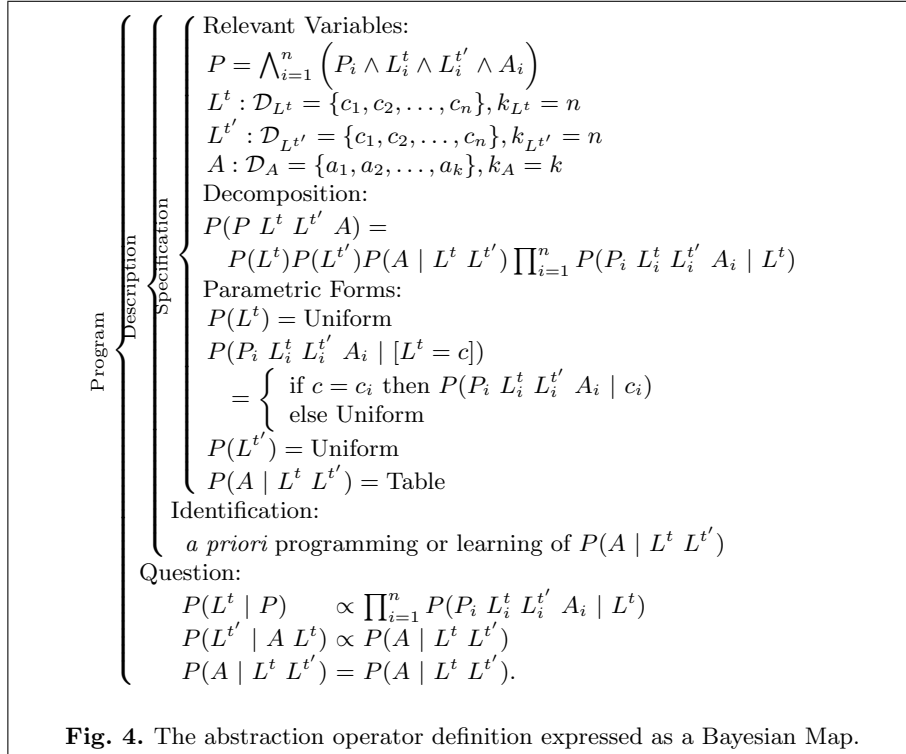 Program
Description
Specification
Relevant Variables:
P = ⋀_{i=1}^{n} (P_i ∧ L_i^t ∧ L_i^{t'} ∧ A_i)
L^t : 𝒟_{L^t} = {c_1, c_2, . . . , c_n}, k_{L^t} = n
L^{t'} : 𝒟_{L^{t'}} = {c_1, c_2, . . . , c_n}, k_{L^{t'}} = n
A : 𝒟_A = {a_1, a_2, . . . , a_k}, k_A = k
Decomposition:
P(P L^t L^{t'} A) =
P(L^t)P(L^{t'})P(A | L^t L^{t'}) ∏_{i=1}^{n} P(P_i L_i^t L_i^{t'} A_i | L^t)
Parametric Forms:
P(L^t) = Uniform
P(P_i L_i^t L_i^{t'} A_i | [L^t = c])
= { if c = c_i then P(P_i L_i^t L_i^{t'} A_i | c_i)
else Uniform
P(L^{t'}) = Uniform
P(A | L^t L^{t'}) = Table
Identification:
a priori programming or learning of P(A | L^t L^{t'})
Question:
P(L^t | P) ∝ ∏_{i=1}^{n} P(P_i L_i^t L_i^{t'} A_i | L^t)
P(L^{t'} | A L^t) ∝ P(A | L^t L^{t'})
P(A | L^t L^{t'}) = P(A | L^t L^{t'}).
Fig. 4. The abstraction operator definition expressed as a Bayesian Map.